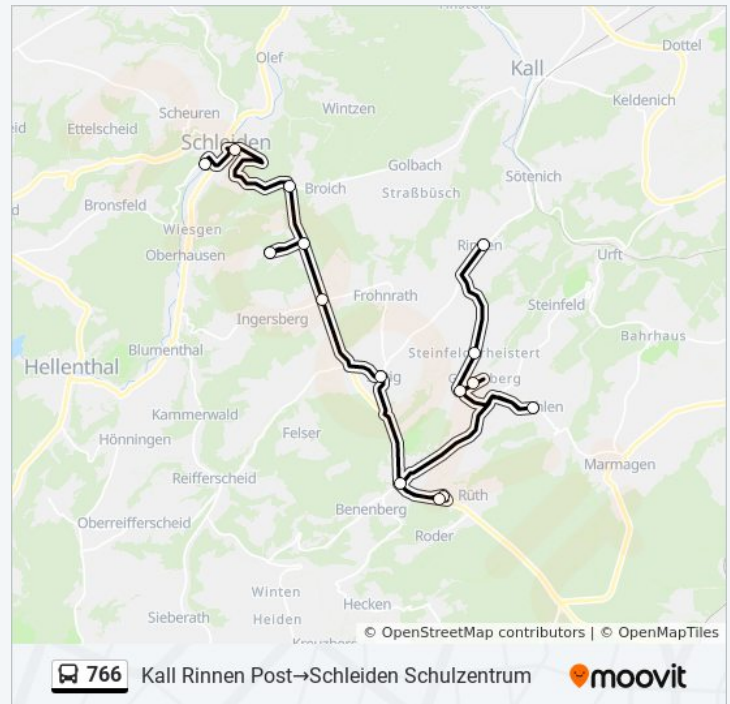 Dottel
Olef
Kall
Scheuren
Wintzen
Keldenich
Ettelscheid
Schleiden
Golbach
Sötenich
Broich
Straßbüsch
Bronsfeld
Wiesgen
Oberhausen
Urft
Frohnrath
Steinfeld
Ingersberg
Bahrhaus
Blumenthal
Hellenthal
Kammerwald
Felser
Hönningen
Marmagen
Reifferscheid
Rüth
Benenberg
Oberreifferscheid
Roder
Winten
Heiden
Hecken
Sieberath
© OpenStreetMap contributors | © OpenMapTiles
766 Kall Rinnen Post→Schleiden Schulzentrum moovit